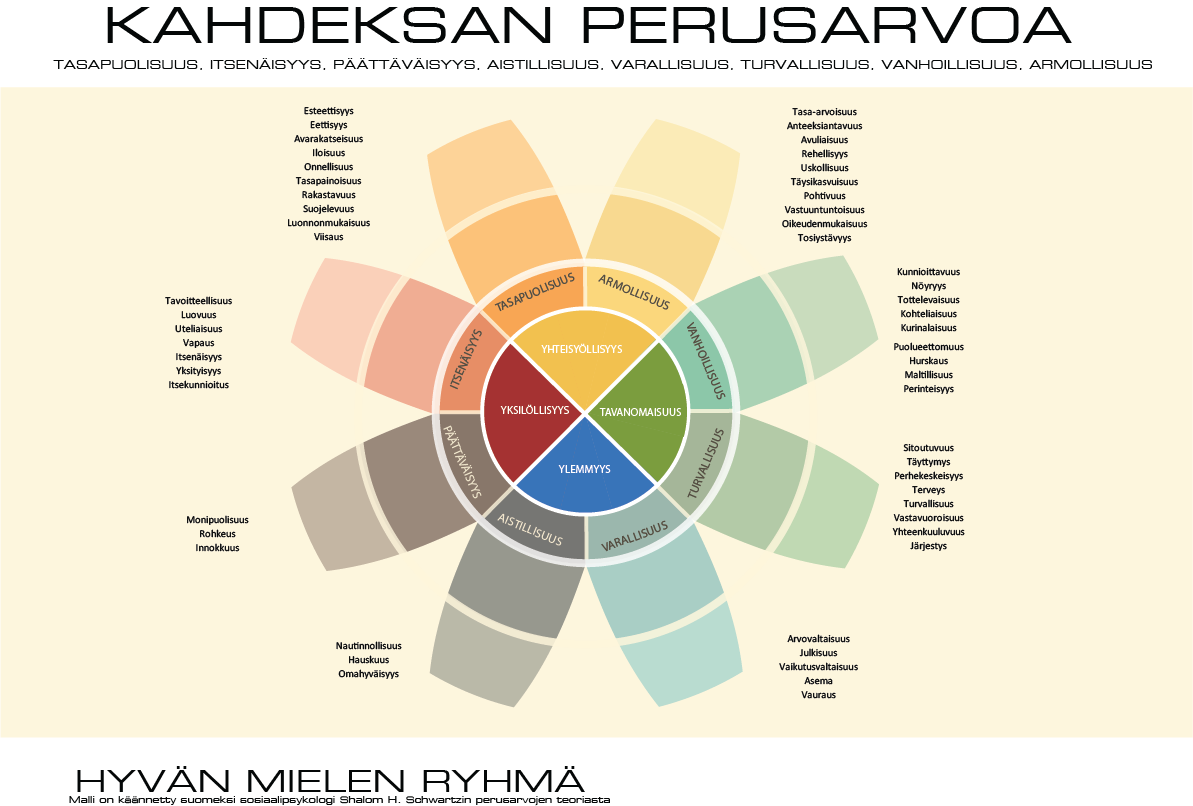 KAHDEKSAN PERUSARVOA
TASAPUOLISUUS, ITSENÄISYYS, PÄÄTTÄVÄISYYS, AISTILLISUUS, VARALLISUUS, TURVALLISUUS, VANHOILLISUUS, ARMOLLISUUS
Esteettisyys
Eettisyys
Avarakatseisuus
Iloisuus
Onnellisuus
Tasapainoisuus
Rakastavuus
Suojelevuus
Luonnonmukaisuus
Viisaus
Tasa-arvoisuus
Anteeksiantavuus
Avuliaisuus
Rehellisyys
Uskollisuus
Täysikasvuisuus
Pohtivuus
Vastuuntuntoisuus
Oikeudenmukaisuus
Tosiystävyys
Tavoitteellisuus
Luovuus
Uteliaisuus
Vapaus
Itsenäisyys
Yksityisyys
Itsekunnioitus
Kunnioittavuus
Nöyryys
Tottelevaisuus
Kohteliaisuus
Kurinalaisuus
Puolueettomuus
Hurskaus
Maltillisuus
Perinteisyys
TASAPUOLISUUS
ARMOLLISUUS
ITSENÄISYYS
VANHOILLISUUS
YHTEISYÖLLISYYS
YKSILÖLLISYYS
TAVANOMAISUUS
YLEMMYYS
PÄÄTTÄVÄISYYS
TURVALLISUUS
AISTILLISUUS
VARALLISUUS
Monipuolisuus
Rohkeus
Innokkuus
Sitoutuvuus
Täyttymys
Perhekeskeisyys
Terveys
Turvallisuus
Vastavuoroisuus
Yhteenkuuluvuus
Järjestys
Nautinnollisuus
Hauskuus
Omahyväisyys
Arvovaltaisuus
Julkisuus
Vaikutusvaltaisuus
Asema
Vauraus
HYVÄN MIELEN RYHMÄ
Malli on käännetty suomeksi sosiaalipsykologi Shalom H. Schwartzin perusarvojen teoriasta